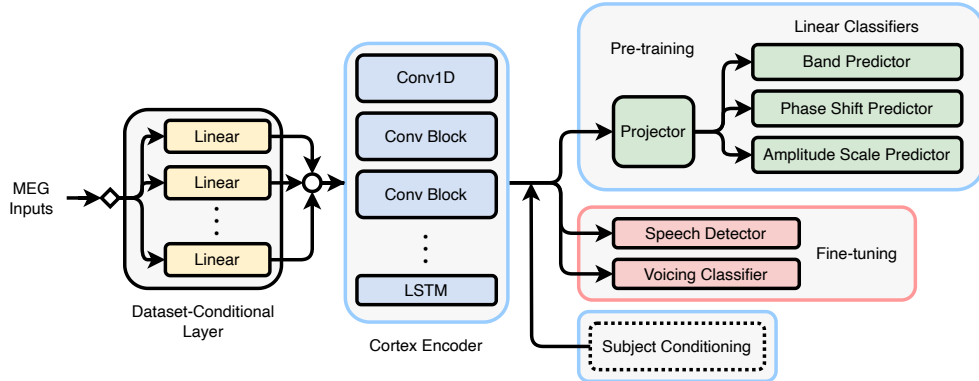 MEG
Inputs
Linear
Linear
Linear
Dataset-Conditional
Layer
Conv1D
Conv Block
Conv Block
LSTM
Cortex Encoder
Pre-training
Linear Classifiers
Projector
Band Predictor
Phase Shift Predictor
Amplitude Scale Predictor
Speech Detector
Voicing Classifier
Fine-tuning
Subject Conditioning